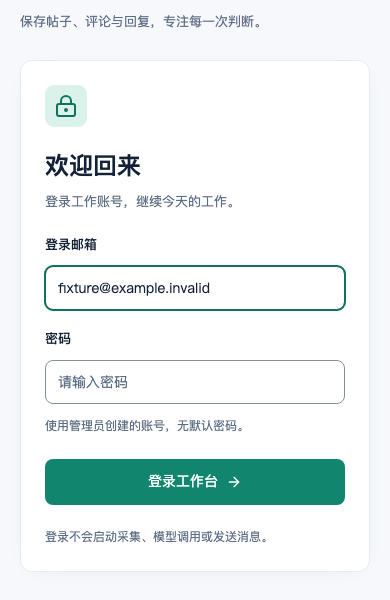 保存帖子、评论与回复，专注每一次判断。
欢迎回来
登录工作账号，继续今天的工作。
登录邮箱
fixture@example.invalid
密码
请输入密码
使用管理员创建的账号，无默认密码。
登录工作台 →
登录不会启动采集、模型调用或发送消息。